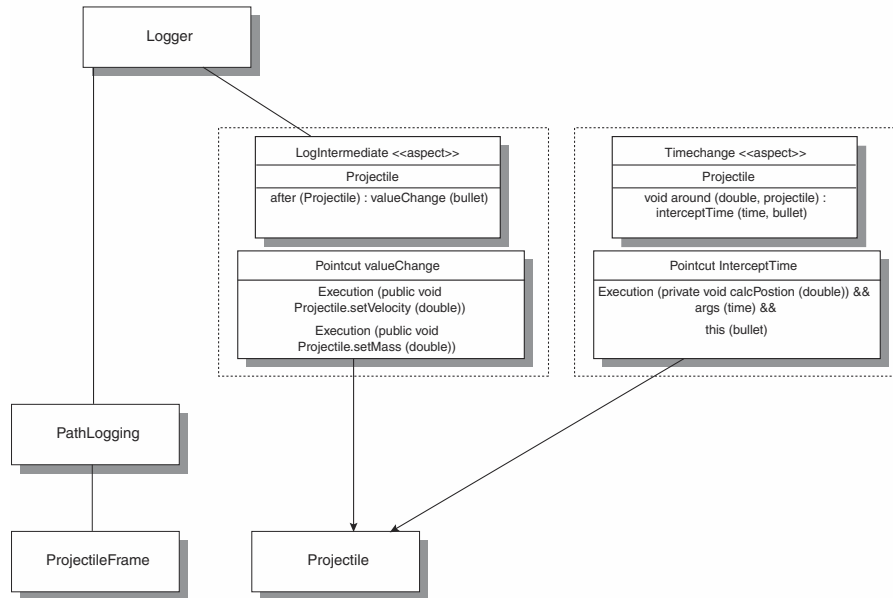 Logger
LogIntermediate <<aspect>>
Projectile
after (Projectile) : valueChange (bullet)
Pointcut valueChange
Execution (public void
Projectile.setVelocity (double))
Execution (public void
Projectile.setMass (double))
Timechange <<aspect>>
Projectile
void around (double, projectile) :
interceptTime (time, bullet)
Pointcut InterceptTime
Execution (private void calcPostion (double)) &&
args (time) &&
this (bullet)
PathLogging
ProjectileFrame
Projectile